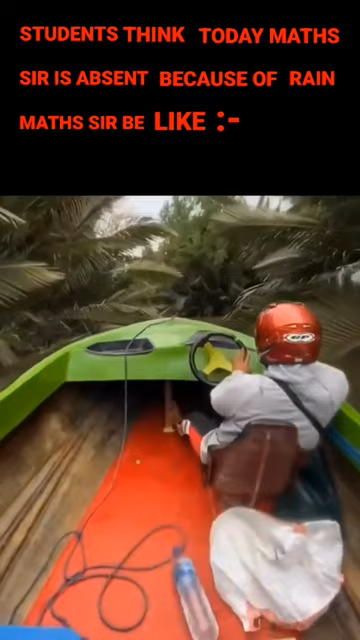 STUDENTS THINK TODAY MATHS
SIR IS ABSENT BECAUSE OF RAIN
MATHS SIR BE LIKE :-